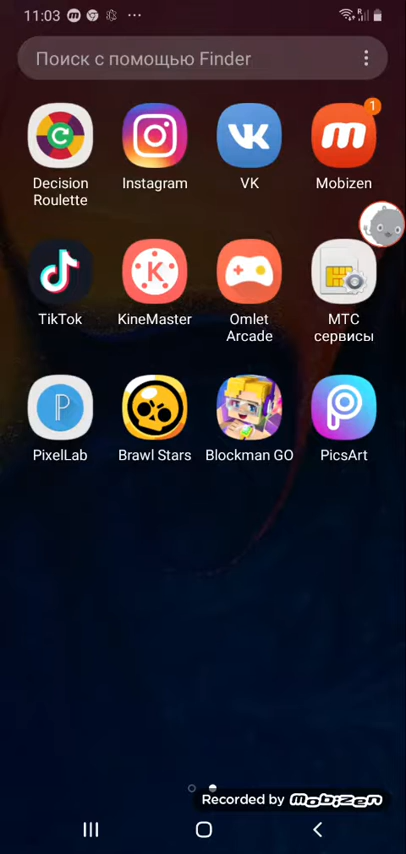 11:03
Поиск с помощью Finder
1
Decision
Roulette
Instagram
VK
Mobizen
TikTok
KineMaster
Omlet
Arcade
МТС
сервисы
PixelLab
Brawl Stars
Blockman GO
PicsArt
Recorded by MOBIZEN